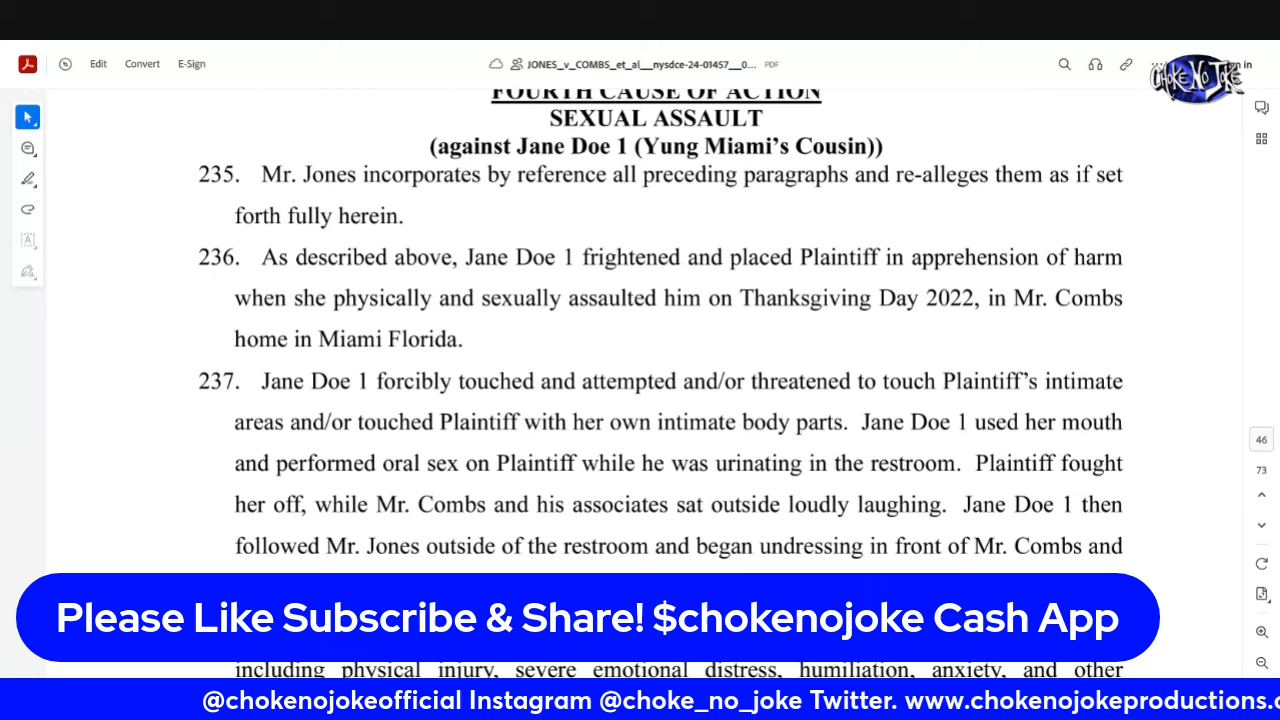 Edit Convert E-Sign JONES_v_COMBS_et_al__nysdce-24-01457__0... PDF in
CHOKE NO JOKE
FOURTH CAUSE OF ACTION
SEXUAL ASSAULT
(against Jane Doe 1 (Yung Miami's Cousin))
235. Mr. Jones incorporates by reference all preceding paragraphs and re-alleges them as if set
forth fully herein.
236. As described above, Jane Doe 1 frightened and placed Plaintiff in apprehension of harm
when she physically and sexually assaulted him on Thanksgiving Day 2022, in Mr. Combs
home in Miami Florida.
237. Jane Doe 1 forcibly touched and attempted and/or threatened to touch Plaintiff's intimate
areas and/or touched Plaintiff with her own intimate body parts. Jane Doe 1 used her mouth
46
and performed oral sex on Plaintiff while he was urinating in the restroom. Plaintiff fought
73
her off, while Mr. Combs and his associates sat outside loudly laughing. Jane Doe 1 then
followed Mr. Jones outside of the restroom and began undressing in front of Mr. Combs and
Please Like Subscribe & Share! $chokenojoke Cash App
including physical injury, severe emotional distress, humiliation, anxiety, and other
@chokenojokeofficial Instagram @choke_no_joke Twitter. www.chokenojokeproductions.c